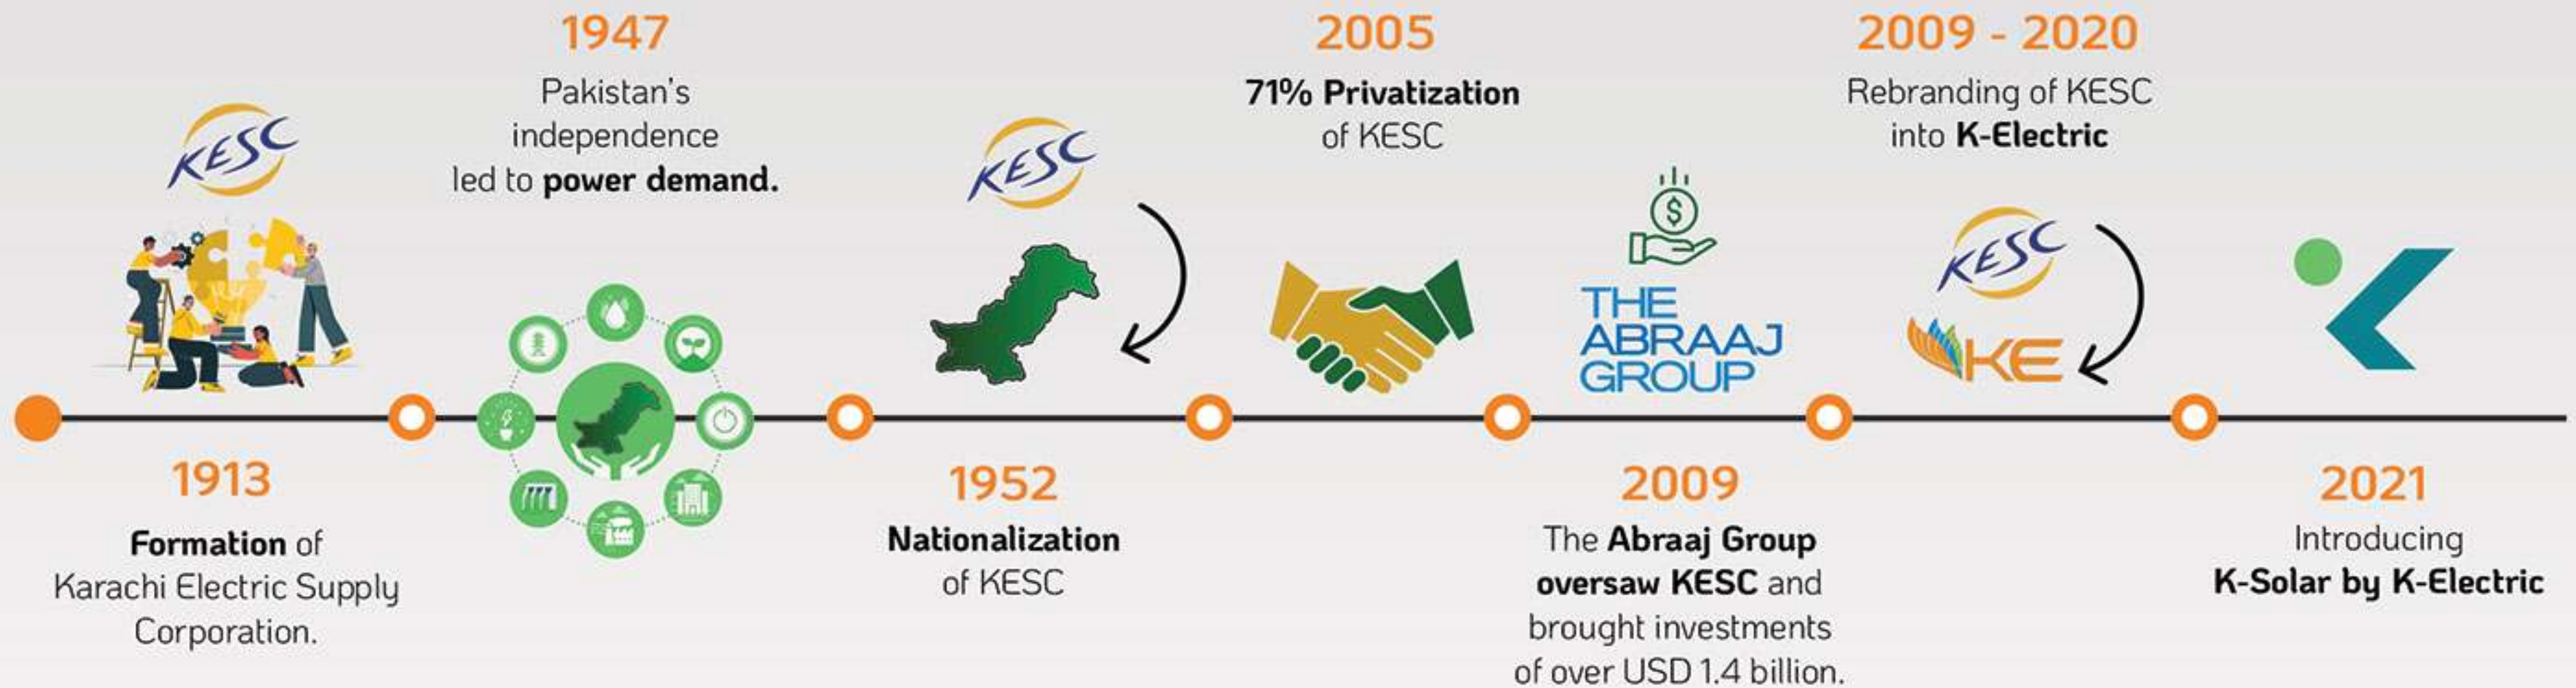 KESC
1913
Formation of
Karachi Electric Supply
Corporation.
1947
Pakistan's
independence
led to power demand.
KESC
1952
Nationalization
of KESC
2005
71% Privatization
of KESC
$
THE
ABRAAJ
GROUP
2009
The Abraaj Group
oversaw KESC and
brought investments
of over USD 1.4 billion.
2009 - 2020
Rebranding of KESC
into K-Electric
KESC
KE
2021
Introducing
K-Solar by K-Electric